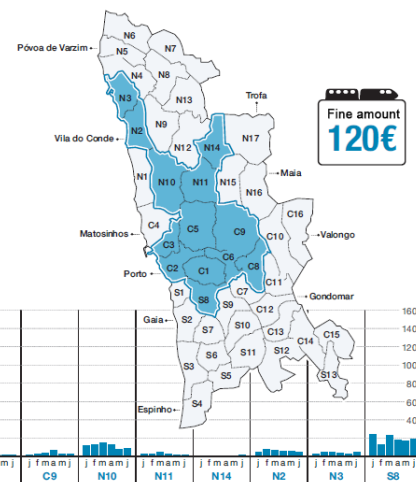 N6
N7
Póvoa de Varzim
N5
N4
N8
N3
N13
Trofa
Fine amount
120€
N2
N9
N14
N17
Vila do Conde
N12
N1
N10
N11
N15
Maia
N16
C4
C5
C9
C16
Matosinhos
C10
Valongo
C3
C6
Porto
C2
C1
C8
C11
S1
S8
C7
Gondomar
S9
C12
Gaia
S2
S7
S10
C13
C15
C14
S6
S11
S12
S3
S5
S13
S4
Espinho
160
140
120
100
80
60
40
m j
j f m a m j
j f m a m j
j f m a m j
j f m a m j
j f m a m j
j f m a m j
j f m a m j
C9
N10
N11
N14
N2
N3
S8